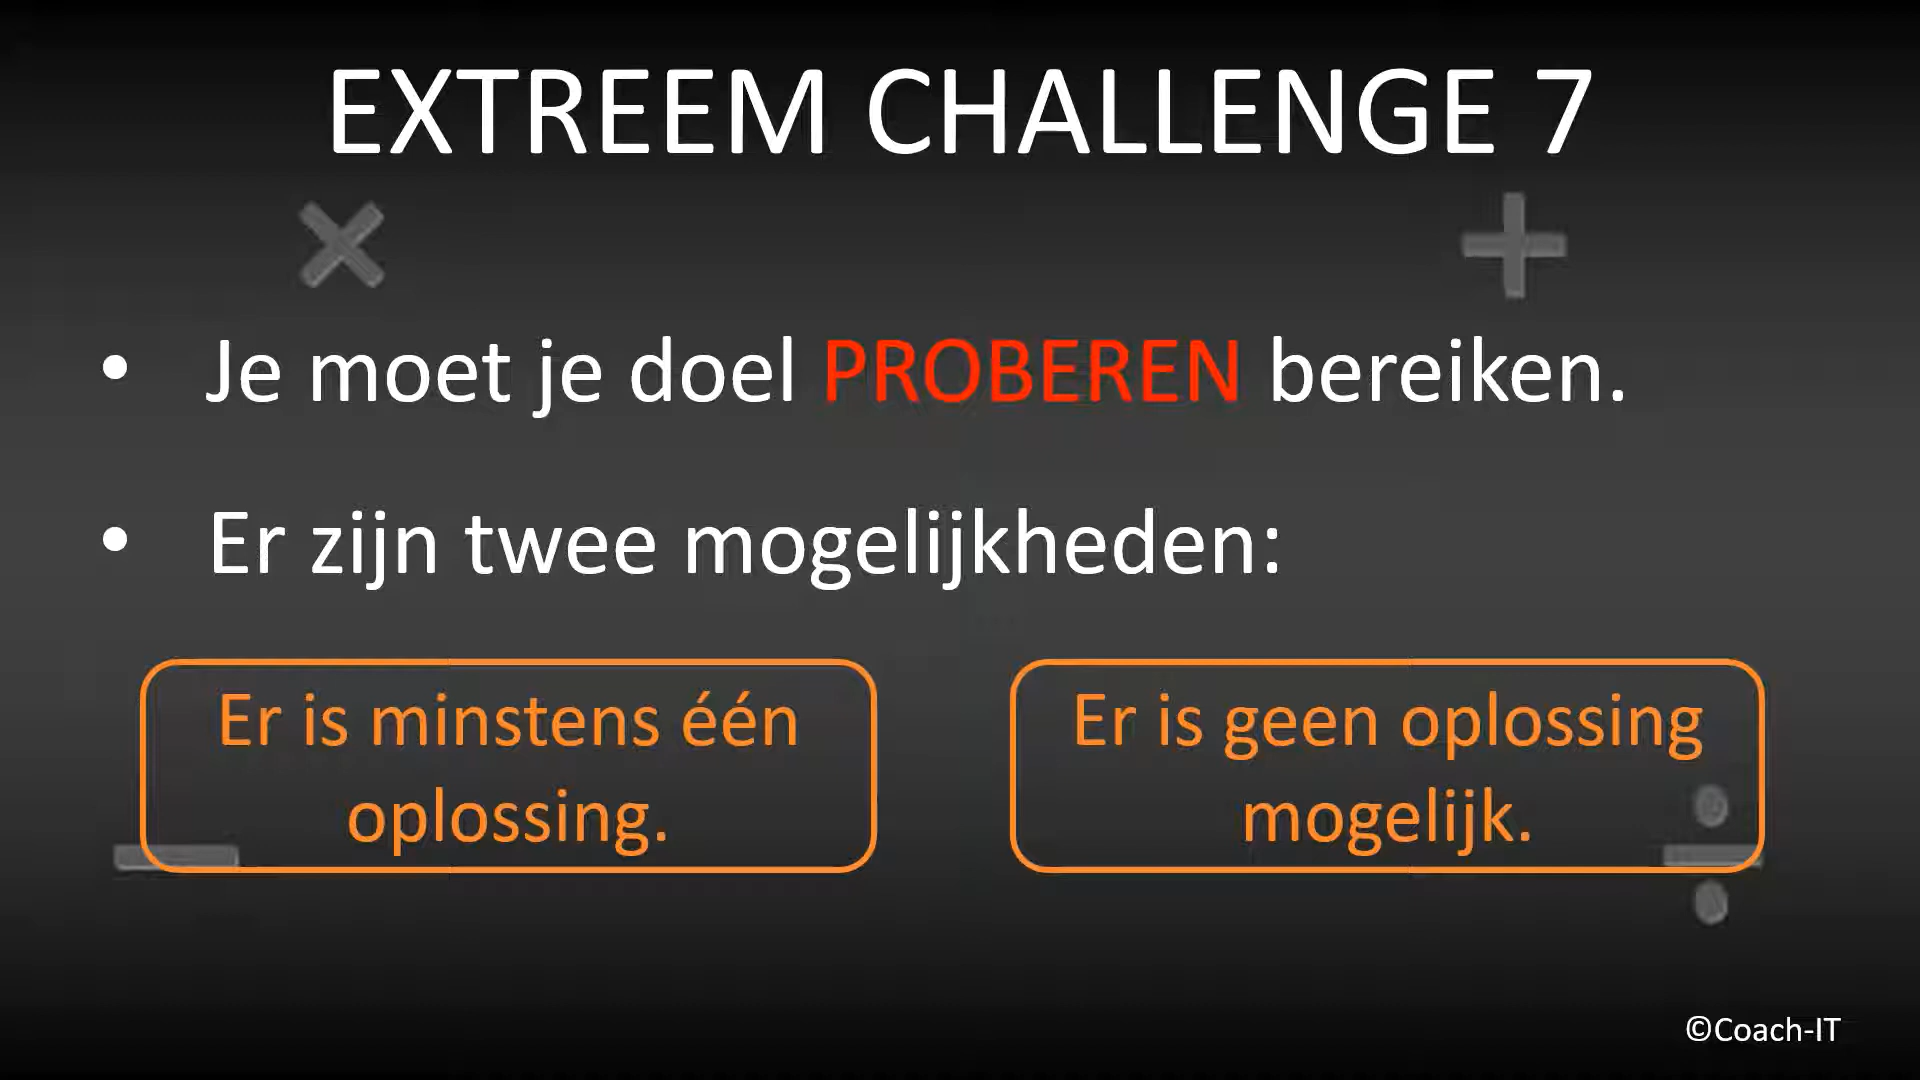 EXTREEM CHALLENGE 7
• Je moet je doel PROBEREN bereiken.
• Er zijn twee mogelijkheden:
Er is minstens één
oplossing.
Er is geen oplossing
mogelijk.
©Coach-IT